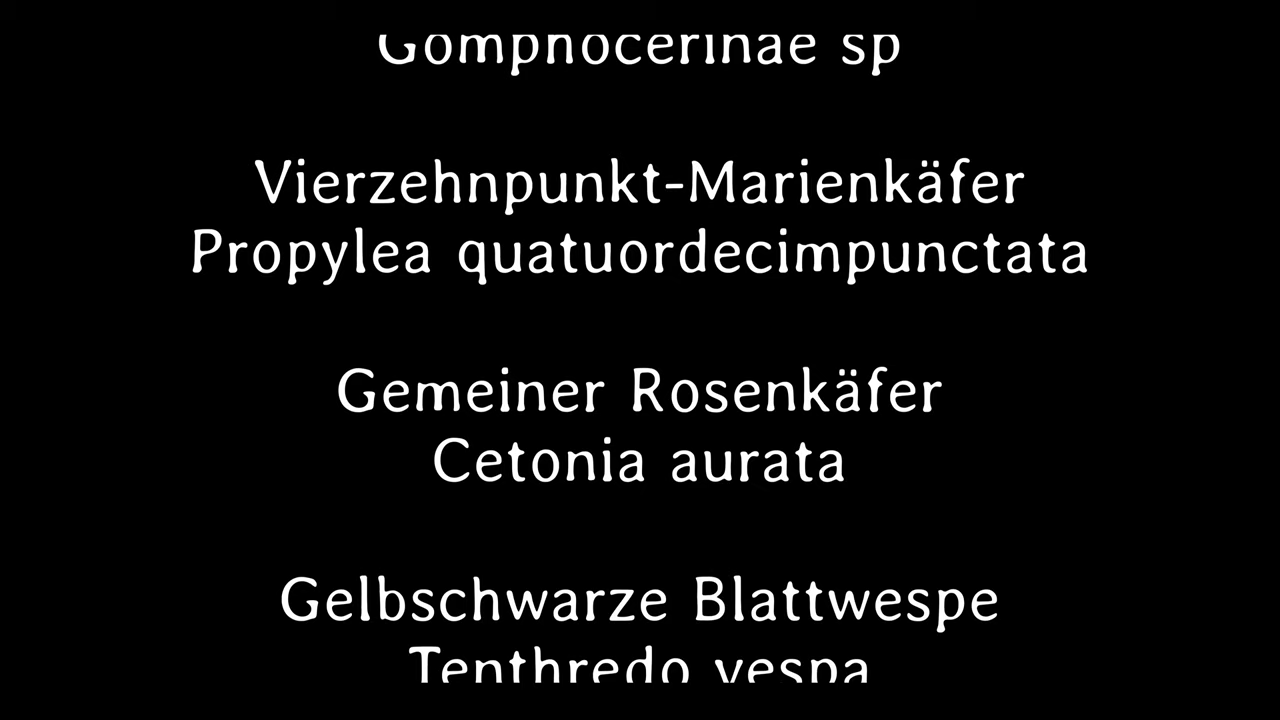 Gomphocerinae sp
Vierzehnpunkt-Marienkäfer
Propylea quatuordecimpunctata
Gemeiner Rosenkäfer
Cetonia aurata
Gelbschwarze Blattwespe
Tenthredo vespa